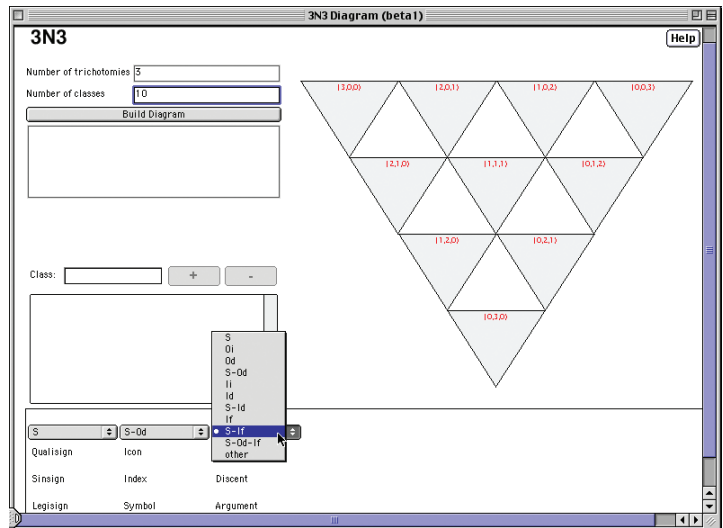 3N3 Diagram (beta1)
3N3
Help
Number of trichotomies 3
Number of classes 10
Build Diagram
[3,0,0] [2,0,1] [1,0,2] [0,0,3]
[2,1,0] [1,1,1] [0,1,2]
[1,2,0] [0,2,1]
[0,3,0]
Class: + -
S
Oi
Od
S-Od
Ii
Id
S-Id
If
S-If
S-Od-If
other
S S-Od
Qualisign Icon
Sinsign Index Discent
Legisign Symbol Argument